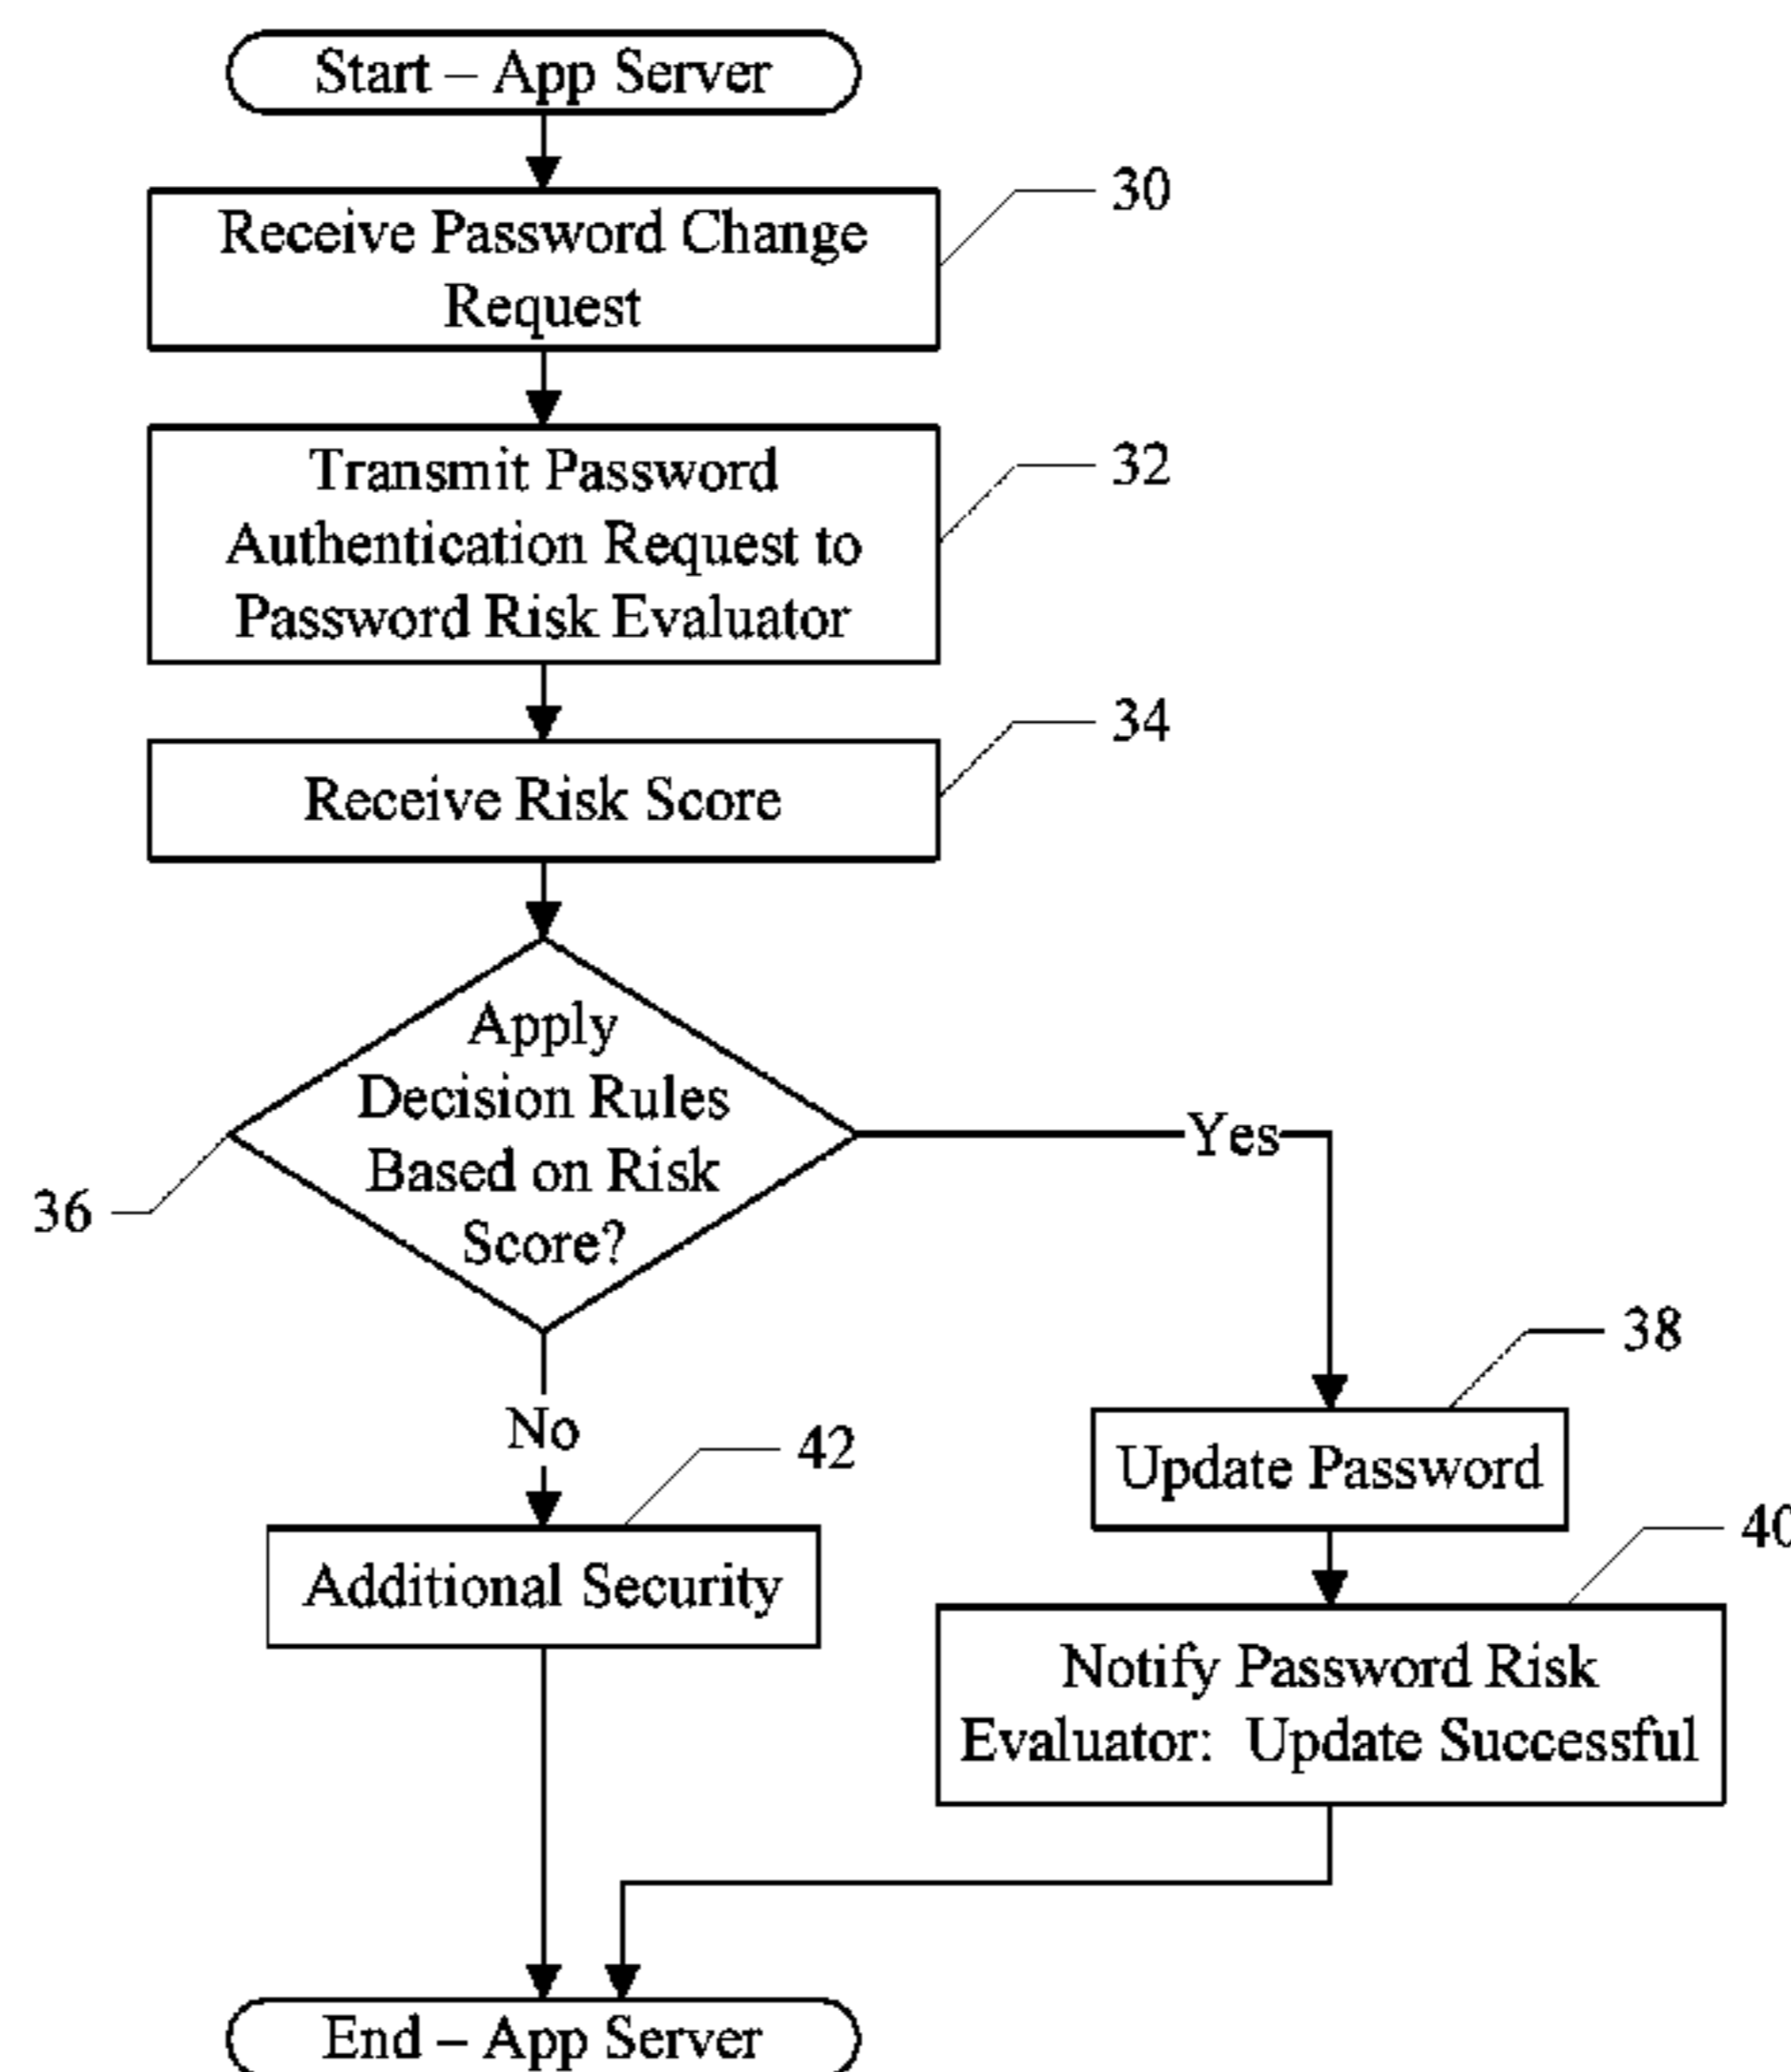 Start – App Server
30
Receive Password Change
Request
32
Transmit Password
Authentication Request to
Password Risk Evaluator
34
Receive Risk Score
Apply
Decision Rules
Based on Risk
Score?
Yes
36
38
No
42
Update Password
40
Additional Security
Notify Password Risk
Evaluator: Update Successful
End – App Server